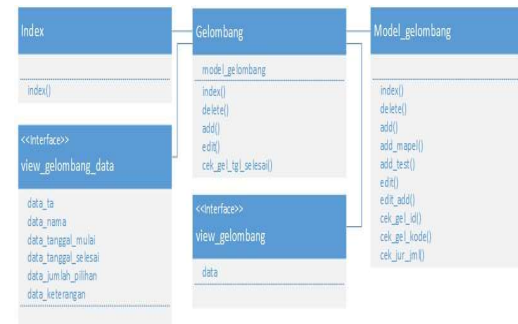 Index
index()
<<Interface>>
view_gelombang_data
data_ta
data_nama
data_tanggal_mulai
data_tanggal_selesai
data_jumlah_pilihan
data_keterangan
Gelombang
model_gelombang
index()
delete()
add()
edit()
cek_gel_tgl_selesai()
<<Interface>>
view_gelombang
data
Model_gelombang
index()
delete()
add()
add_mapel()
add_test()
edit()
edit_add()
cek_gel_id()
cek_gel_kode()
cek_jur_jml()